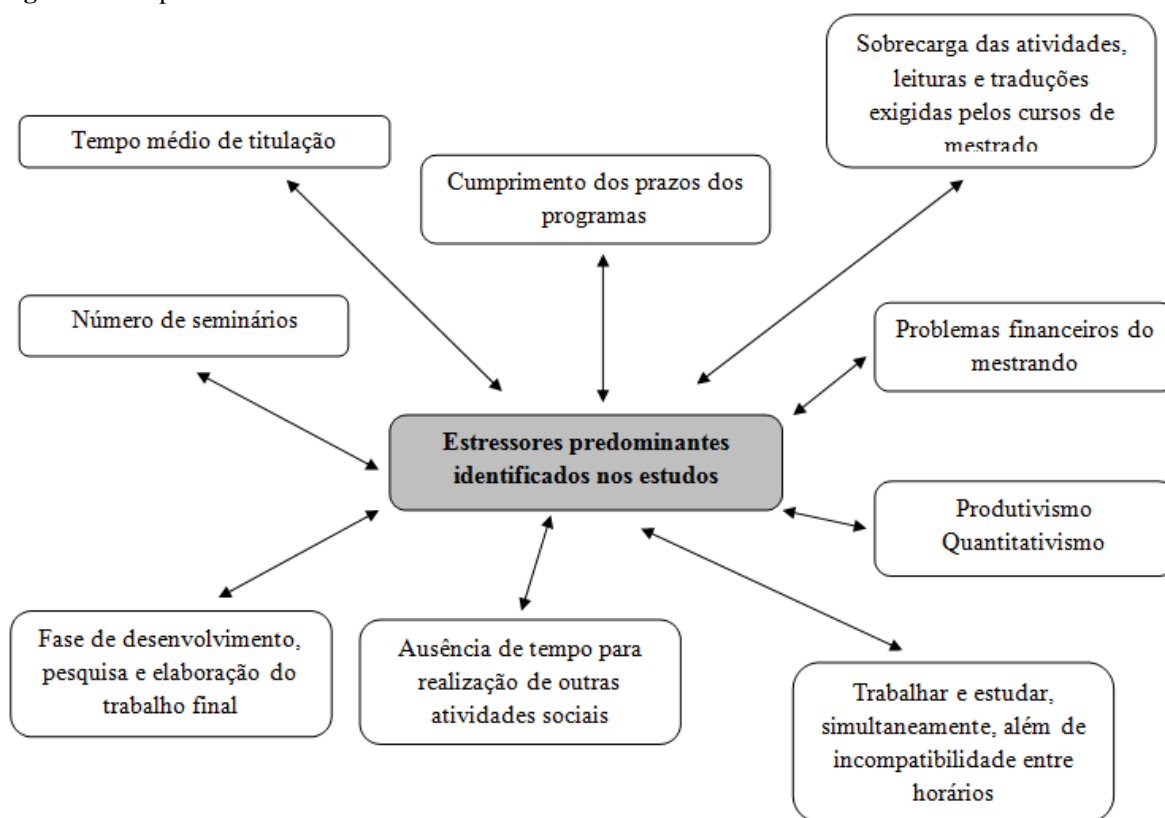 Sobrecarga das atividades,
leituras e traduções
exigidas pelos cursos de
mestrado
Tempo médio de titulação
Cumprimento dos prazos dos
programas
Número de seminários
Problemas financeiros do
mestrando
Estressores predominantes
identificados nos estudos
Produtivismo
Quantitativismo
Fase de desenvolvimento,
pesquisa e elaboração do
trabalho final
Ausência de tempo para
realização de outras
atividades sociais
Trabalhar e estudar,
simultaneamente, além de
incompatibilidade entre
horários